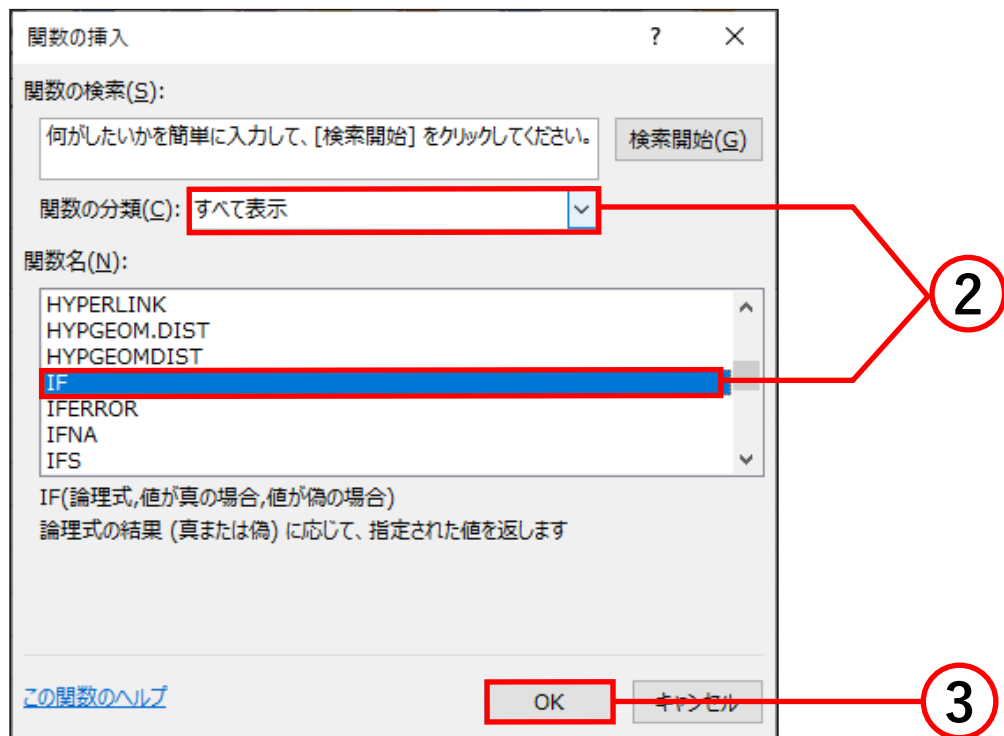 関数の挿入 ? ×
関数の検索(S):
何がしたいかを簡単に入力して、[検索開始] をクリックしてください。 検索開始(G)
関数の分類(C): すべて表示
②
関数名(N):
HYPERLINK
HYPGEOM.DIST
HYPGEOMDIST
IF
IFERROR
IFNA
IFS
IF(論理式,値が真の場合,値が偽の場合)
論理式の結果 (真または偽) に応じて、指定された値を返します
この関数のヘルプ OK キャンセル ③